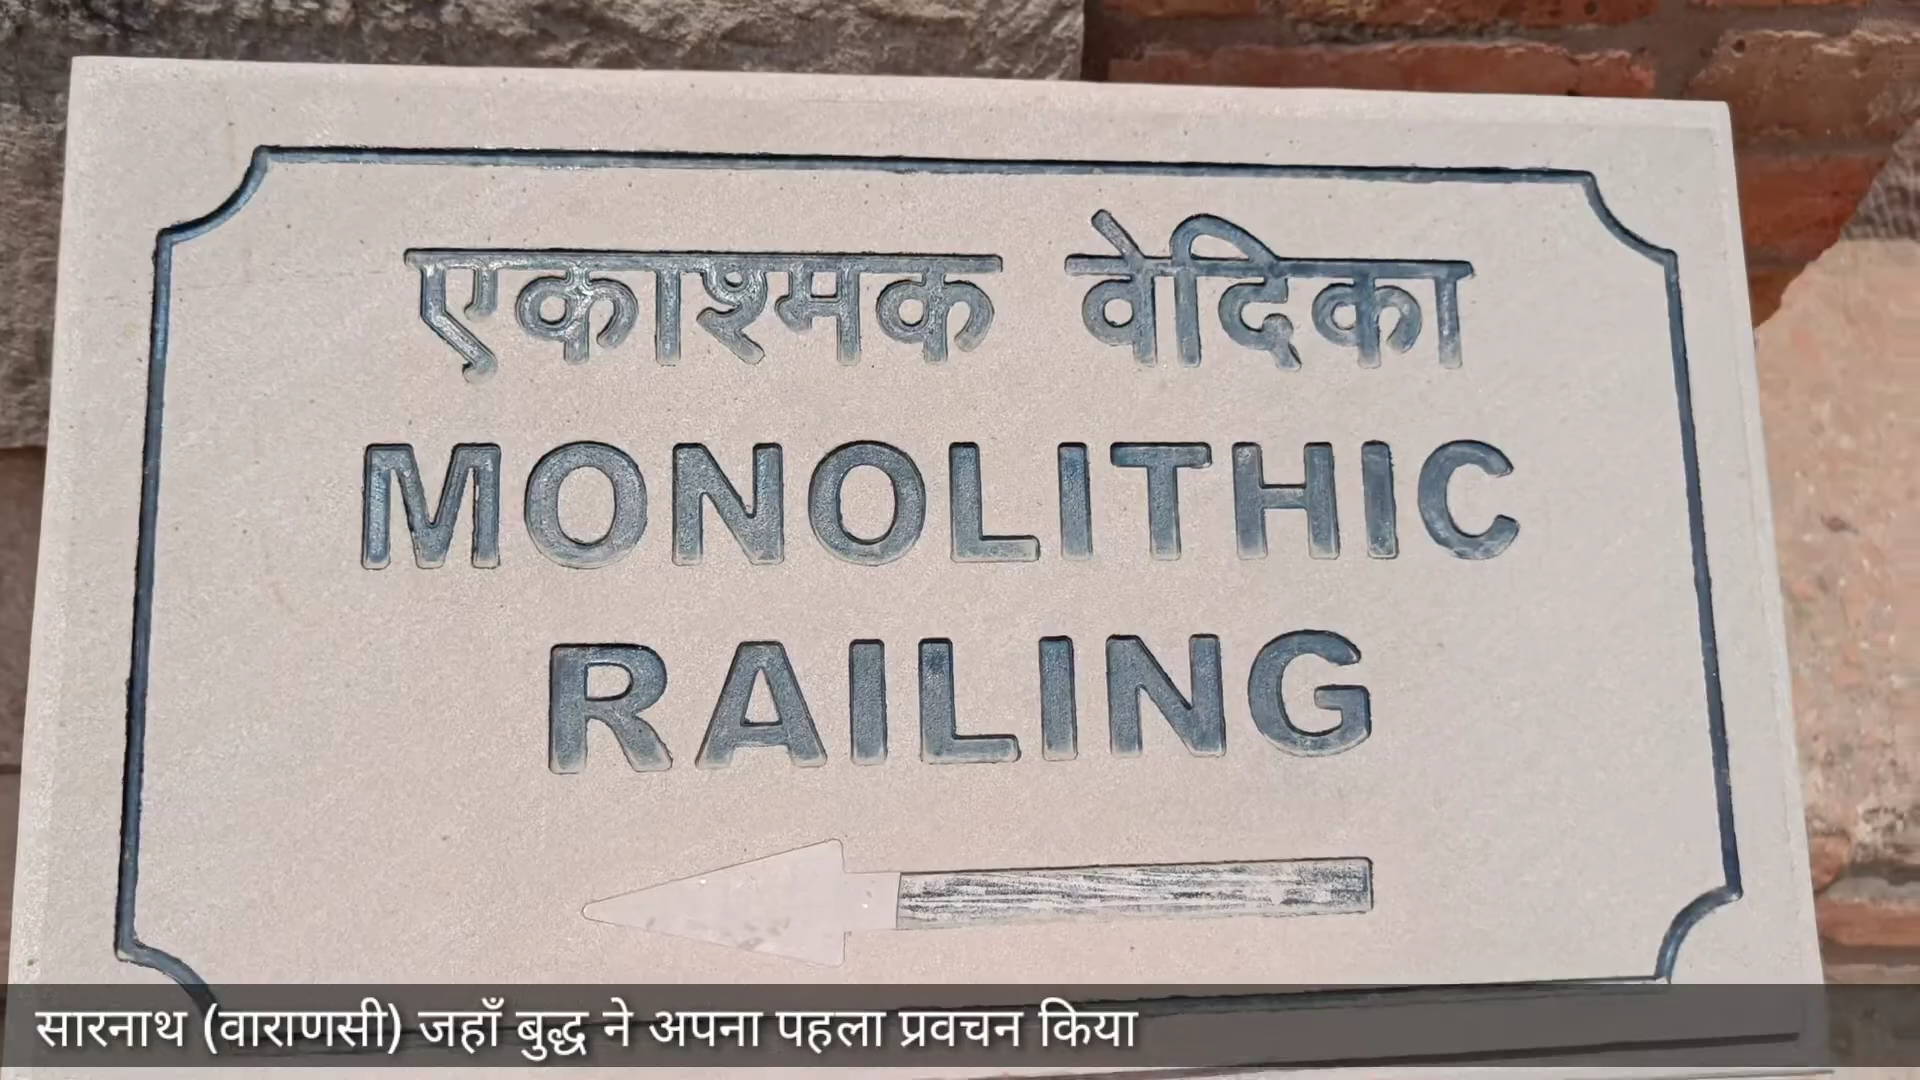 एकाश्मक वेदिका
MONOLITHIC
RAILING
सारनाथ (वाराणसी) जहाँ बुद्ध ने अपना पहला प्रवचन किया